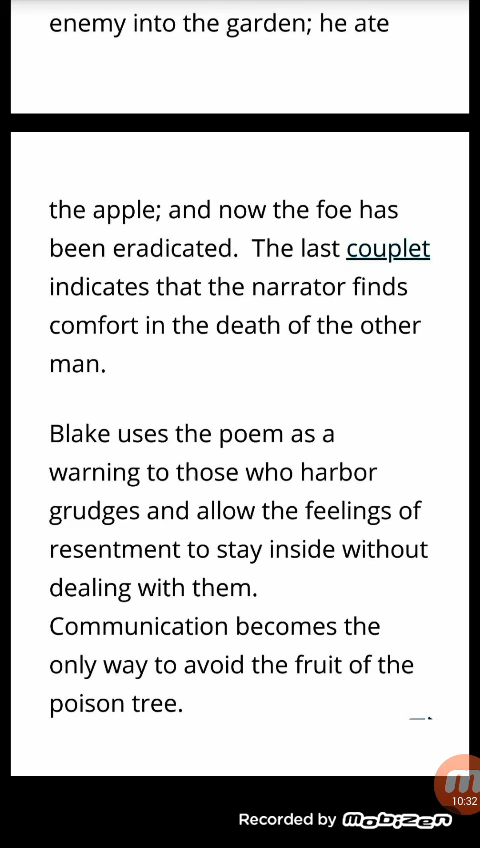 enemy into the garden; he ate
the apple; and now the foe has
been eradicated.  The last couplet
indicates that the narrator finds
comfort in the death of the other
man.
Blake uses the poem as a
warning to those who harbor
grudges and allow the feelings of
resentment to stay inside without
dealing with them.
Communication becomes the
only way to avoid the fruit of the
poison tree.
m
10:32
Recorded by mobizen